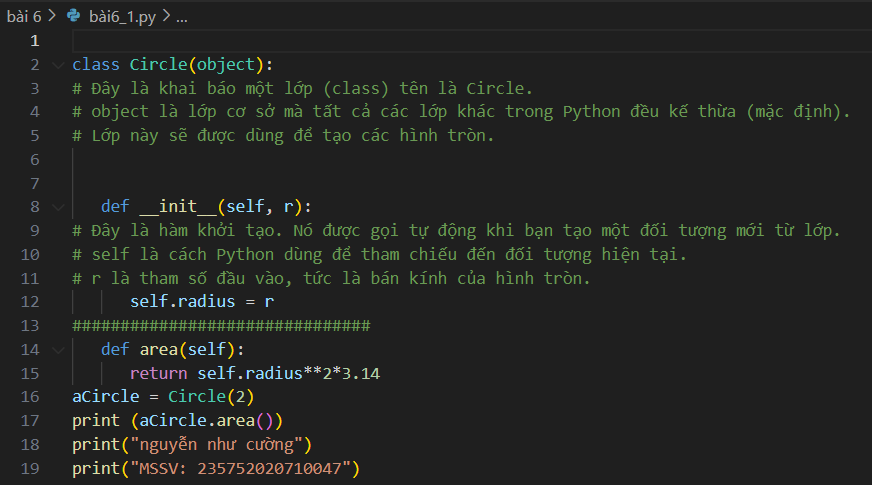 bài 6 > bài6_1.py > ...
1
2 class Circle(object):
3 # Đây là khai báo một lớp (class) tên là Circle.
4 # object là lớp cơ sở mà tất cả các lớp khác trong Python đều kế thừa (mặc định).
5 # Lớp này sẽ được dùng để tạo các hình tròn.
6
7
8    def __init__(self, r):
9 # Đây là hàm khởi tạo. Nó được gọi tự động khi bạn tạo một đối tượng mới từ lớp.
10 # self là cách Python dùng để tham chiếu đến đối tượng hiện tại.
11 # r là tham số đầu vào, tức là bán kính của hình tròn.
12       self.radius = r
13 ###############################
14    def area(self):
15       return self.radius**2*3.14
16 aCircle = Circle(2)
17 print (aCircle.area())
18 print("nguyễn như cường")
19 print("MSSV: 235752020710047")